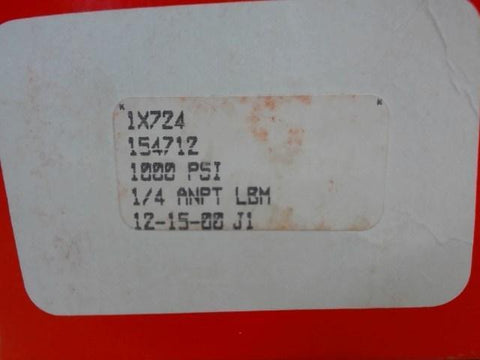 1X724
154712
1000 PSI
1/4 ANPT LBM
12-15-00 J1